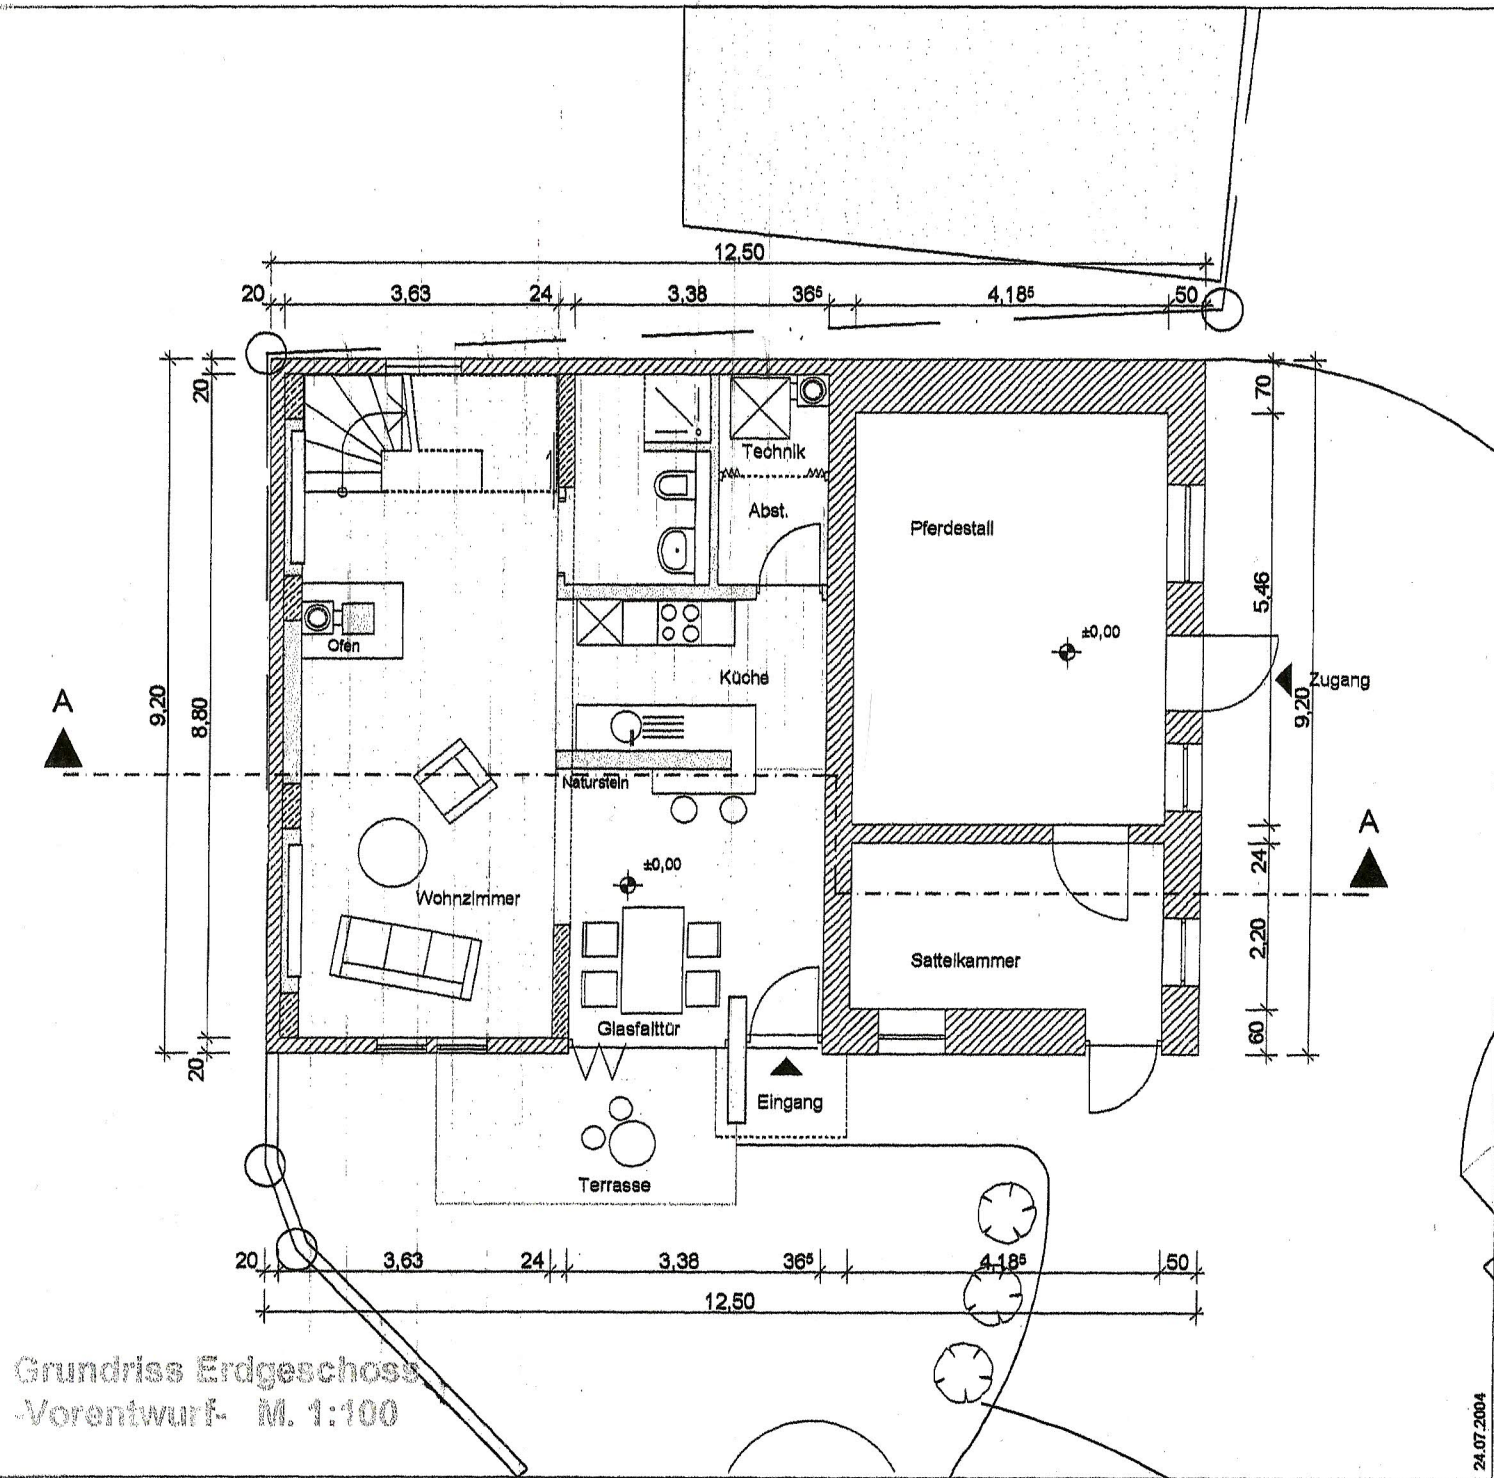 12,50
20 3,63 24 3,38 36⁵ 4,18⁵ 50
20
70
Technik
Abst.
Pferdestall
5,46
±0,00
Ofen
Küche
Zugang
A
9,20
8,80
9,20
Naturstein
A
±0,00
24
Wohnzimmer
2,20
Sattelkammer
Glasfalttür
60
20
Eingang
Terrasse
20 3,63 24 3,38 36⁵ 4,18⁵ 50
12,50
Grundriss Erdgeschoss
-Vorentwurf- M. 1:100
24.07.2004